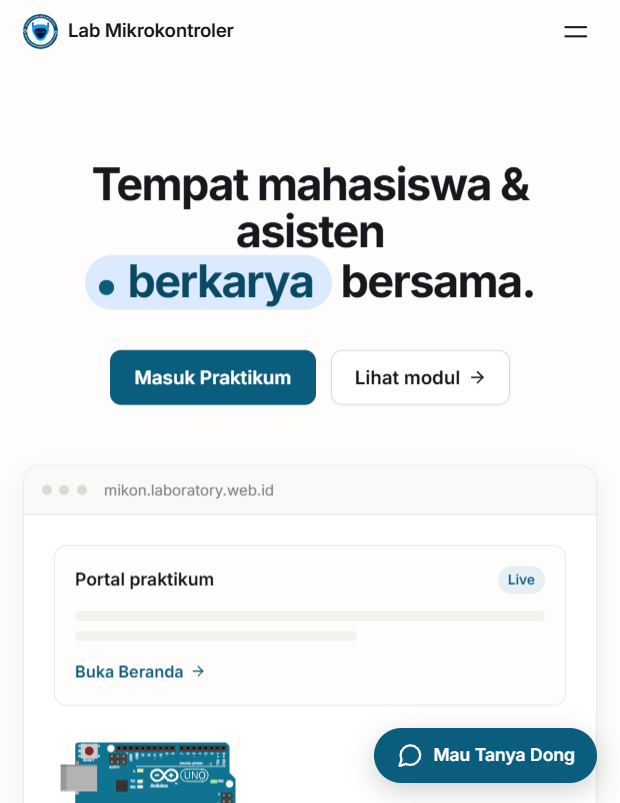 Lab Mikrokontroler
Tempat mahasiswa &
asisten
berkarya bersama.
Masuk Praktikum
Lihat modul →
mikon.laboratory.web.id
Portal praktikum
Live
Buka Beranda →
UNO
Arduino
Mau Tanya Dong